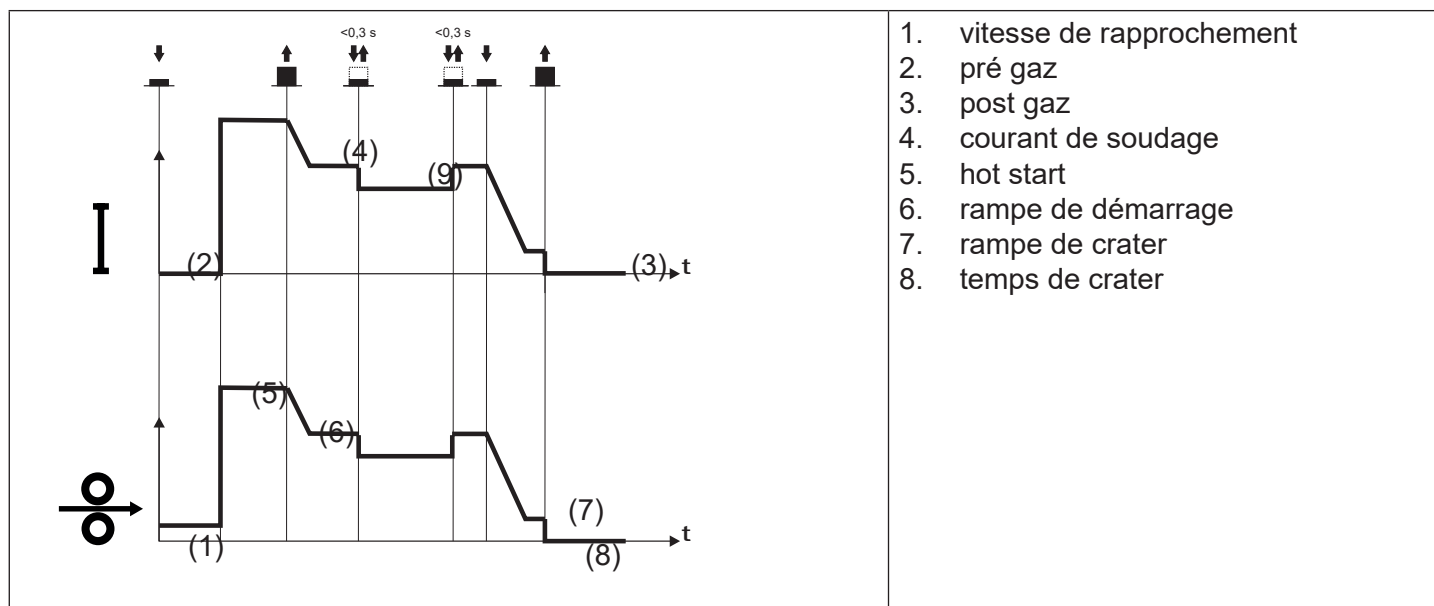 <0,3 s
<0,3 s
(4)
(9)
I
(2)
(3)
t
(5)
(6)
(7)
(1)
t
(8)
1. vitesse de rapprochement
2. pré gaz
3. post gaz
4. courant de soudage
5. hot start
6. rampe de démarrage
7. rampe de crater
8. temps de crater